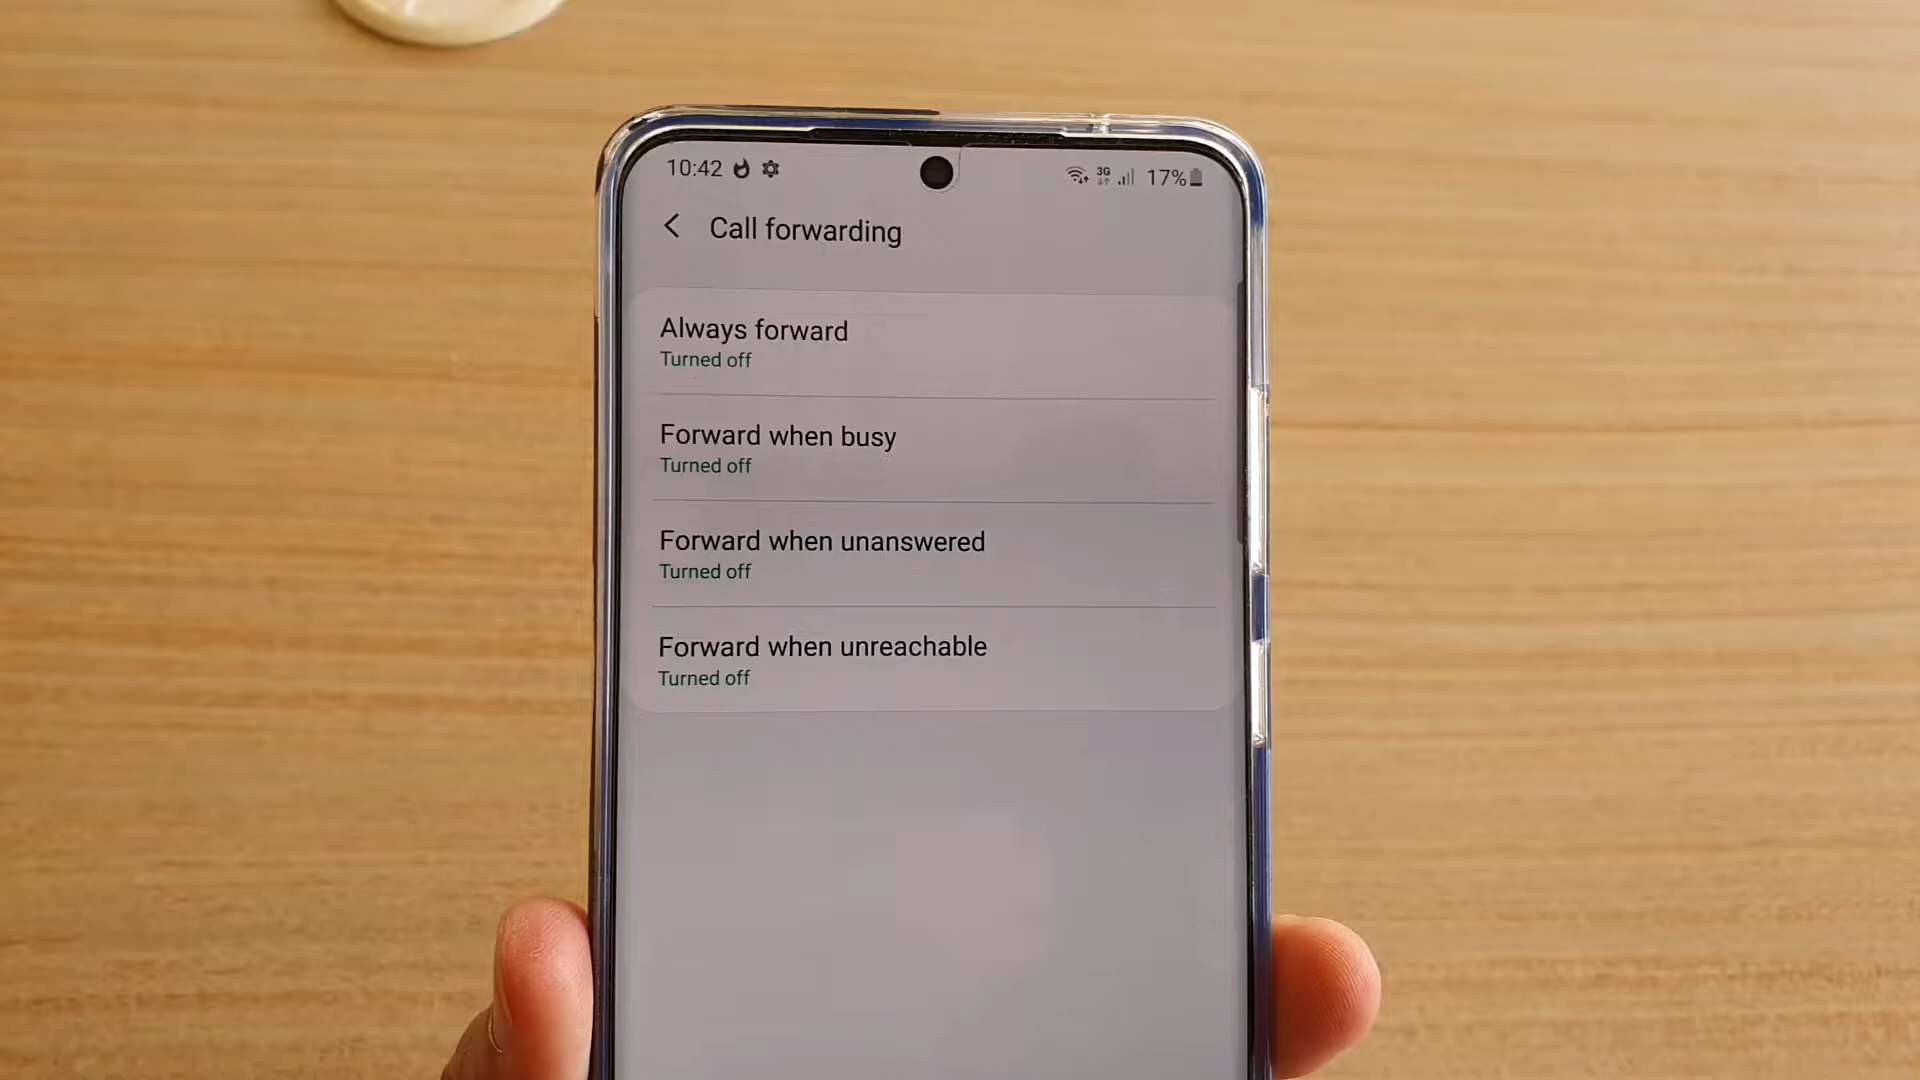 10:42 3G 17%
Call forwarding
Always forward
Turned off
Forward when busy
Turned off
Forward when unanswered
Turned off
Forward when unreachable
Turned off